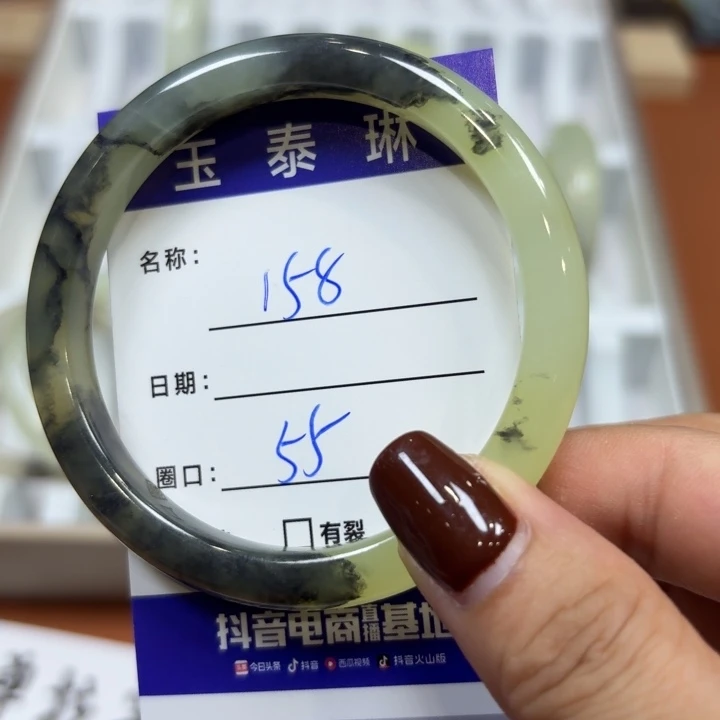 玉泰琳
名称: 158
日期:
圈口: 55
□有裂
抖音电商直播基地
今日头条 抖音 西瓜视频 抖音火山版